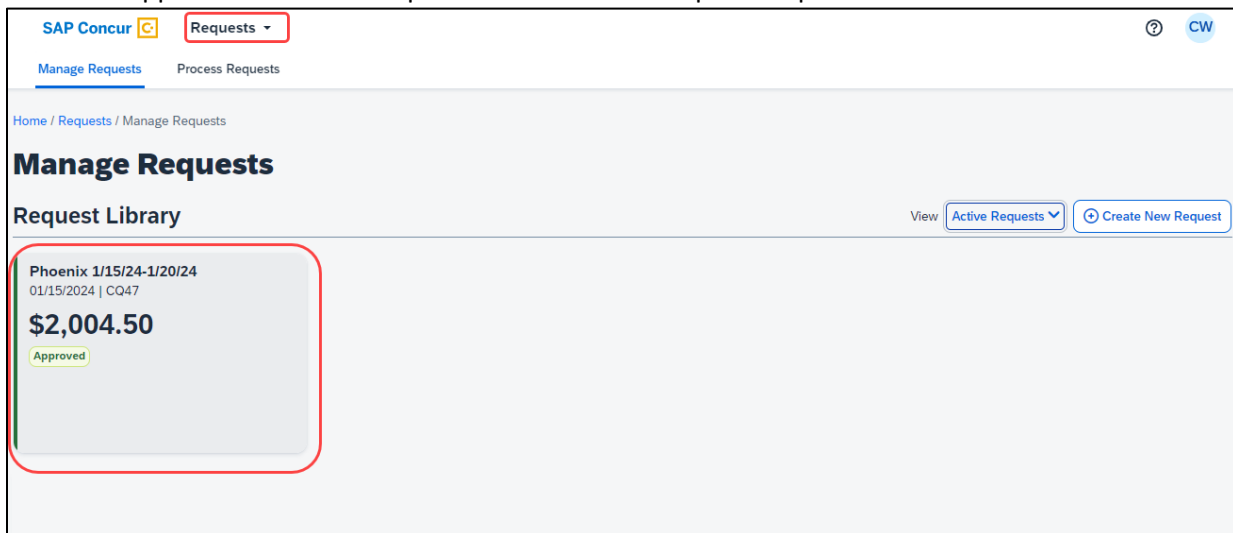 SAP Concur C Requests
CW
Manage Requests Process Requests
Home / Requests / Manage Requests
Manage Requests
Request Library
View Active Requests Create New Request
Phoenix 1/15/24-1/20/24
01/15/2024 | CQ47
$2,004.50
Approved